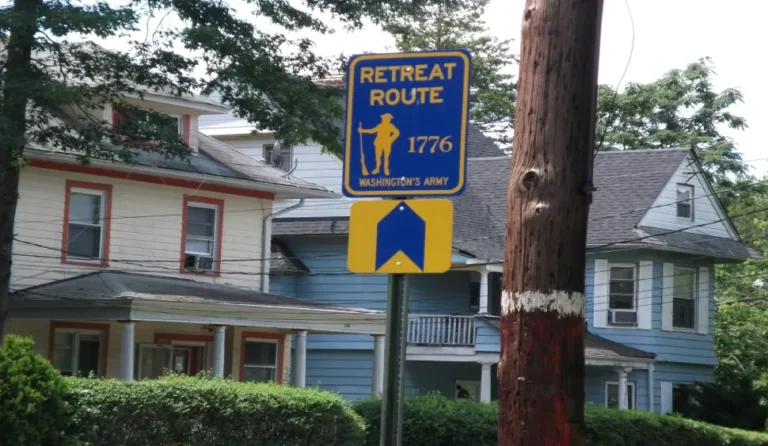 RETREAT
ROUTE
1776
WASHINGTON'S ARMY